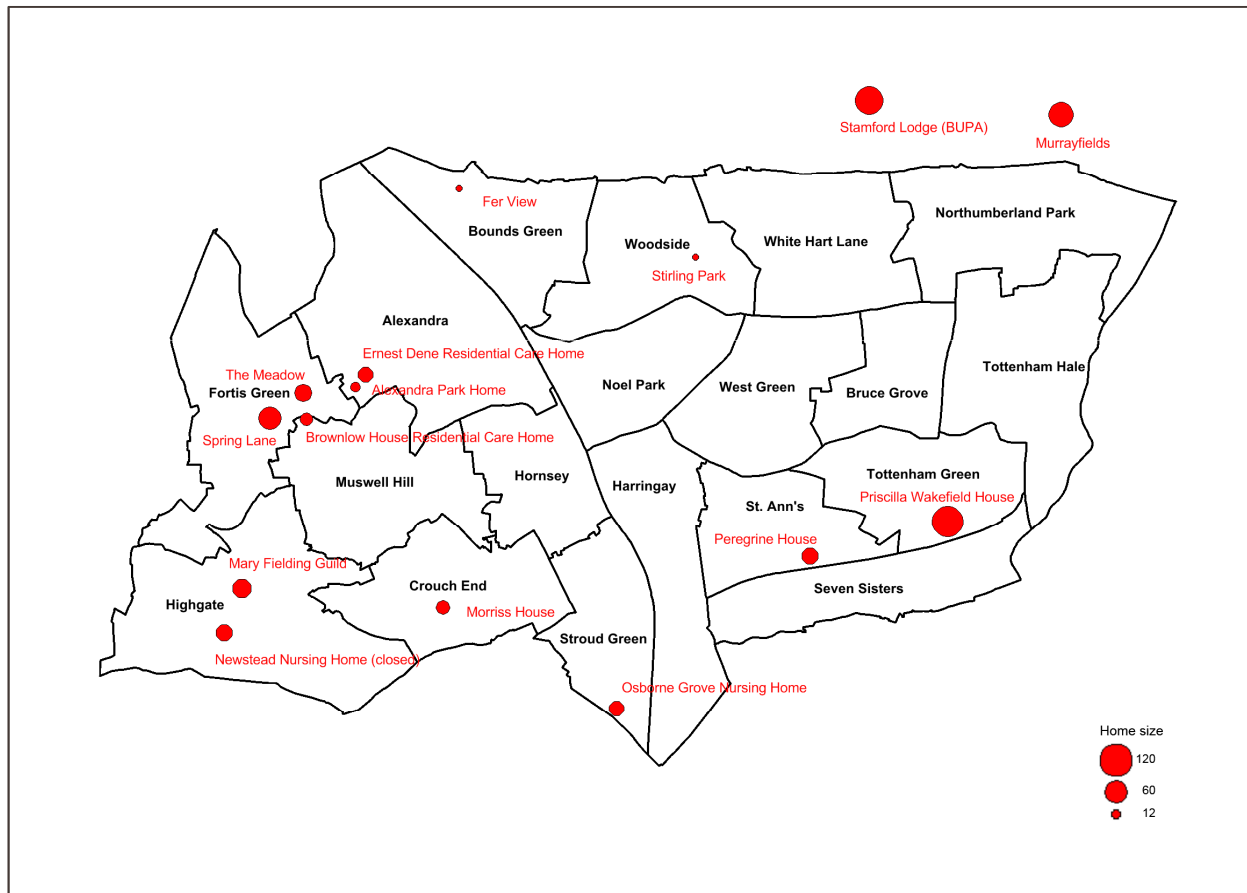 Stamford Lodge (BUPA)
Murrayfields
Fer View
Bounds Green
Woodside
White Hart Lane
Northumberland Park
Stirling Park
Alexandra
Ernest Dene Residential Care Home
The Meadow
Alexandra Park Home
Fortis Green
Noel Park
West Green
Bruce Grove
Tottenham Hale
Spring Lane
Brownlow House Residential Care Home
Muswell Hill
Hornsey
Harringay
Tottenham Green
Priscilla Wakefield House
St. Ann's
Peregrine House
Mary Fielding Guild
Highgate
Crouch End
Morriss House
Seven Sisters
Stroud Green
Newstead Nursing Home (closed)
Osborne Grove Nursing Home
Home size
120
60
12